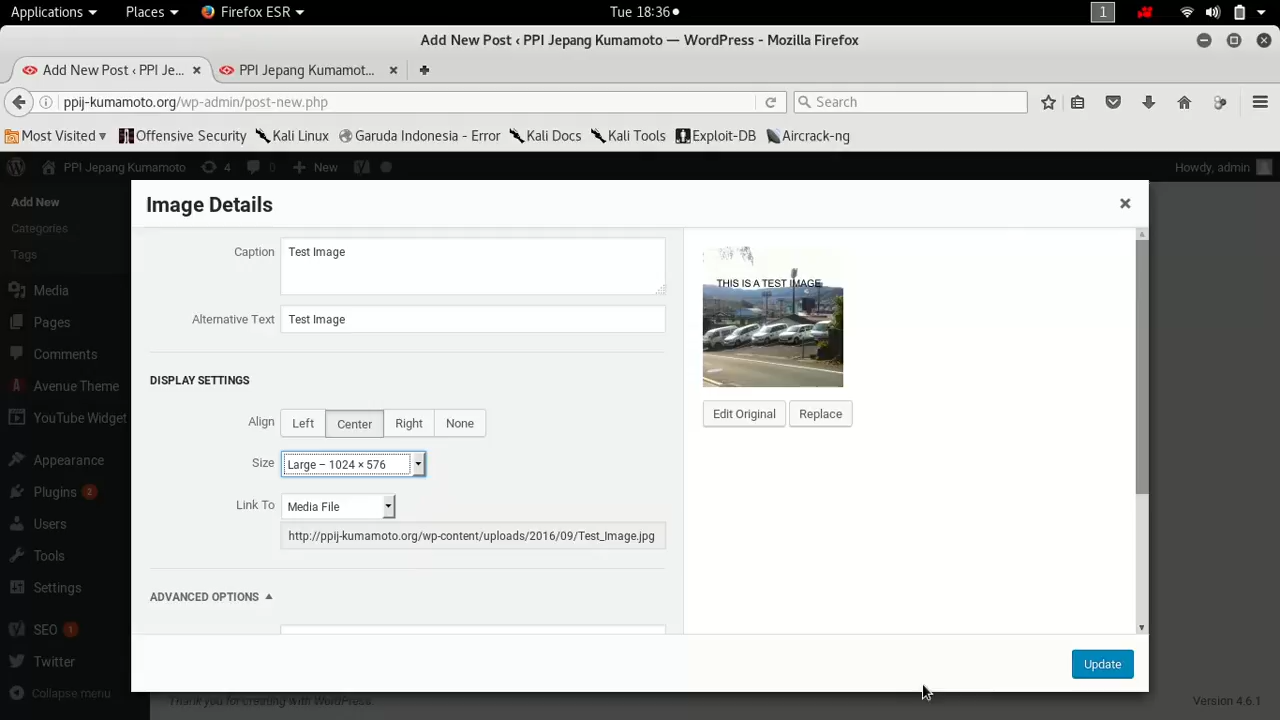 Applications
Places
Firefox ESR
Tue 18:36
1
Add New Post ‹ PPI Jepang Kumamoto — WordPress - Mozilla Firefox
Add New Post ‹ PPI Je...
PPI Jepang Kumamot...
ppij-kumamoto.org/wp-admin/post-new.php
Search
Most Visited
Offensive Security
Kali Linux
Garuda Indonesia - Error
Kali Docs
Kali Tools
Exploit-DB
Aircrack-ng
PPI Jepang Kumamoto
4
0
New
Howdy, admin
Add New
Categories
Tags
Media
Pages
Comments
Avenue Theme
YouTube Widget
Appearance
Plugins 2
Users
Tools
Settings
SEO 1
Twitter
Collapse menu
Image Details
Caption
Test Image
Alternative Text
Test Image
DISPLAY SETTINGS
Align
Left
Center
Right
None
Size
Large – 1024 × 576
Link To
Media File
http://ppij-kumamoto.org/wp-content/uploads/2016/09/Test_Image.jpg
ADVANCED OPTIONS
THIS IS A TEST IMAGE
Edit Original
Replace
Update
Thank you for creating with WordPress.
Version 4.6.1